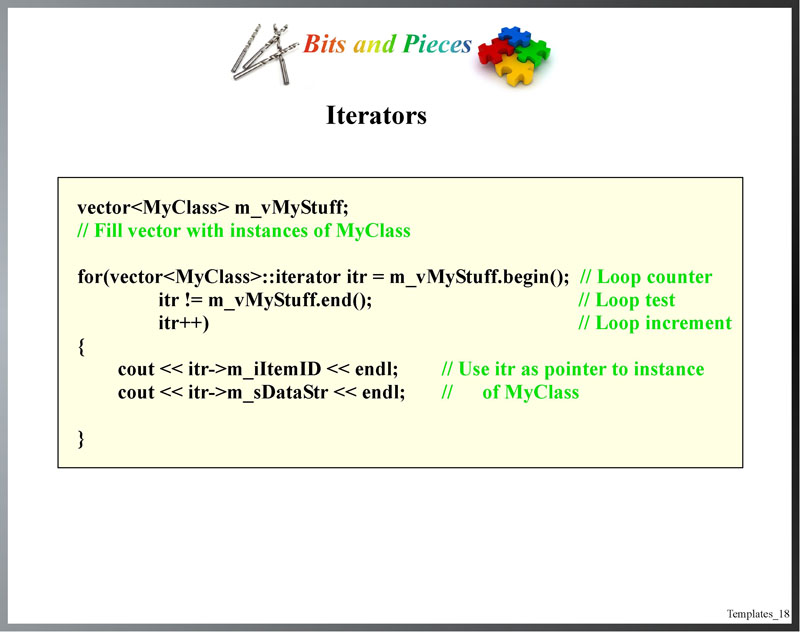 Bits and Pieces
Iterators
vector<MyClass> m_vMyStuff;
// Fill vector with instances of MyClass
for(vector<MyClass>::iterator itr = m_vMyStuff.begin(); // Loop counter
itr != m_vMyStuff.end(); // Loop test
itr++) // Loop increment
{
cout << itr->m_iItemID << endl; // Use itr as pointer to instance
cout << itr->m_sDataStr << endl; // of MyClass
}
Templates_18